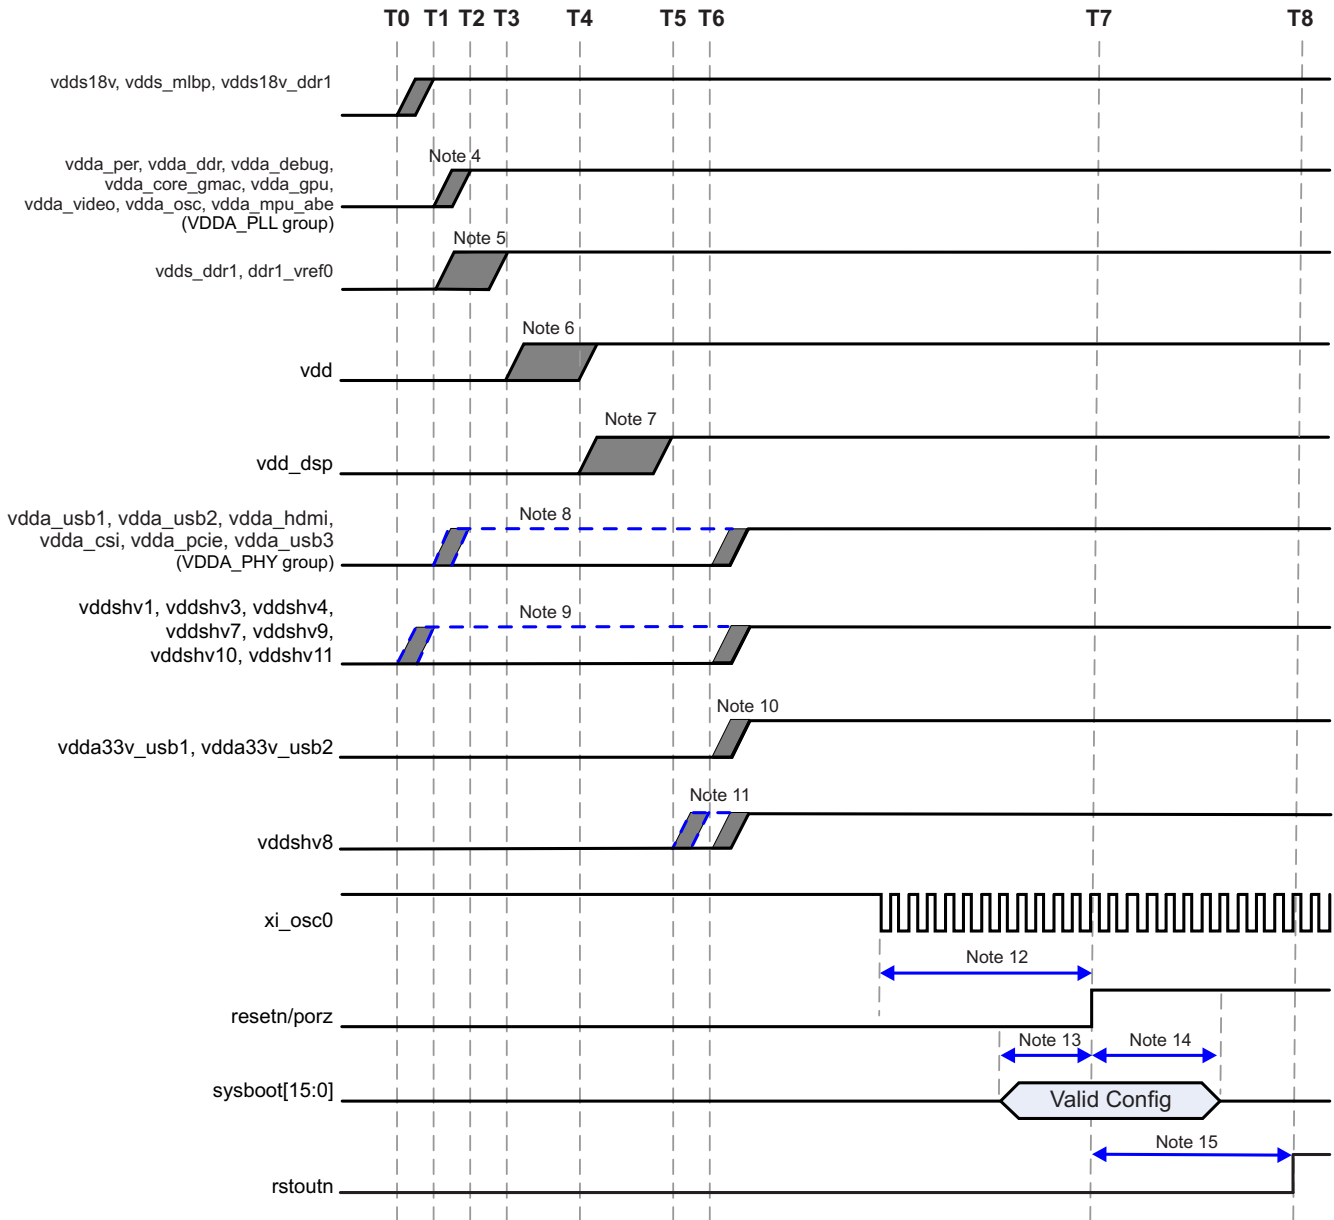 T0 T1 T2 T3 T4 T5 T6 T7 T8
vdds18v, vdds_mlbp, vdds18v_ddr1
Note 4
vdda_per, vdda_ddr, vdda_debug,
vdda_core_gmac, vdda_gpu,
vdda_video, vdda_osc, vdda_mpu_abe
(VDDA_PLL group)
Note 5
vdds_ddr1, ddr1_vref0
Note 6
vdd
Note 7
vdd_dsp
Note 8
vdda_usb1, vdda_usb2, vdda_hdmi,
vdda_csi, vdda_pcie, vdda_usb3
(VDDA_PHY group)
Note 9
vddshv1, vddshv3, vddshv4,
vddshv7, vddshv9,
vddshv10, vddshv11
Note 10
vdda33v_usb1, vdda33v_usb2
Note 11
vddshv8
xi_osc0
Note 12
resetn/porz
Note 13 Note 14
sysboot[15:0]
Valid Config
Note 15
rstoutn